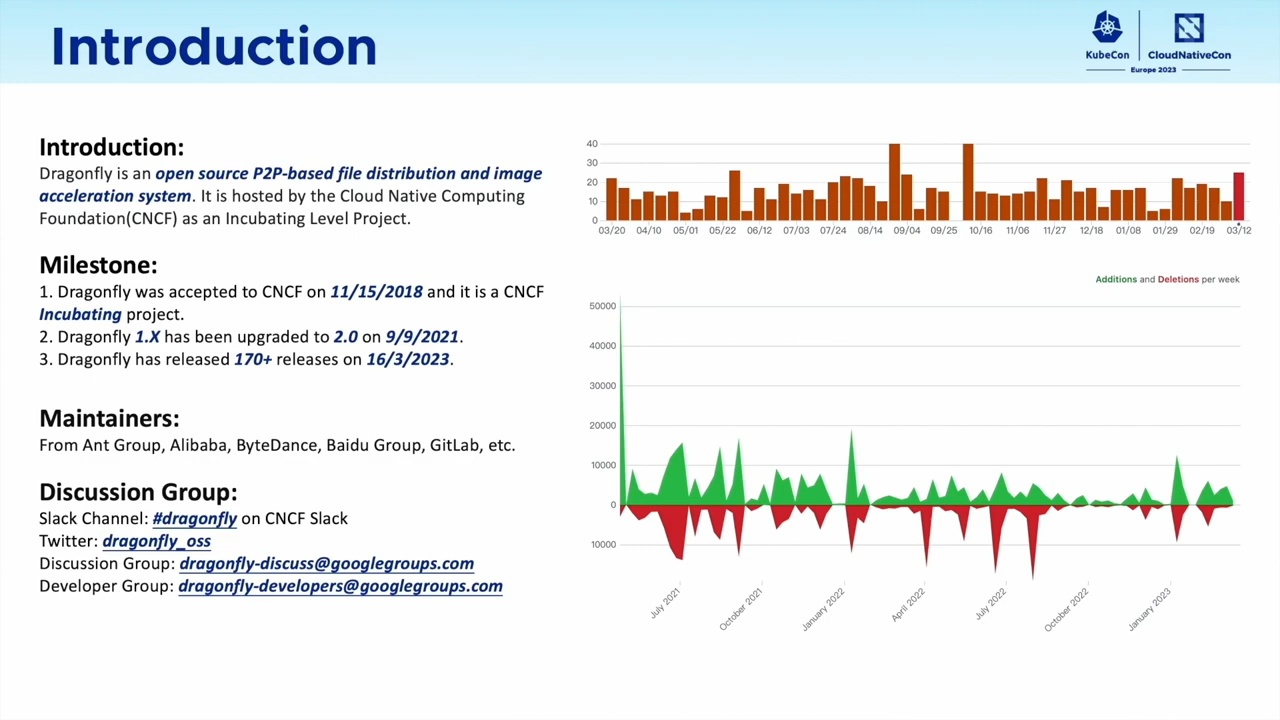 Introduction
KubeCon
CloudNativeCon
Europe 2023
Introduction:
Dragonfly is an open source P2P-based file distribution and image
acceleration system. It is hosted by the Cloud Native Computing
Foundation(CNCF) as an Incubating Level Project.
Milestone:
1. Dragonfly was accepted to CNCF on 11/15/2018 and it is a CNCF
Incubating project.
2. Dragonfly 1.X has been upgraded to 2.0 on 9/9/2021.
3. Dragonfly has released 170+ releases on 16/3/2023.
Maintainers:
From Ant Group, Alibaba, ByteDance, Baidu Group, GitLab, etc.
Discussion Group:
Slack Channel: #dragonfly on CNCF Slack
Twitter: dragonfly_oss
Discussion Group: dragonfly-discuss@googlegroups.com
Developer Group: dragonfly-developers@googlegroups.com
40
30
20
10
0
03/20 04/10 05/01 05/22 06/12 07/03 07/24 08/14 09/04 09/25 10/16 11/06 11/27 12/18 01/08 01/29 02/19 03/12
Additions and Deletions per week
50000
40000
30000
20000
10000
0
10000
July 2021 October 2021 January 2022 April 2022 July 2022 October 2022 January 2023